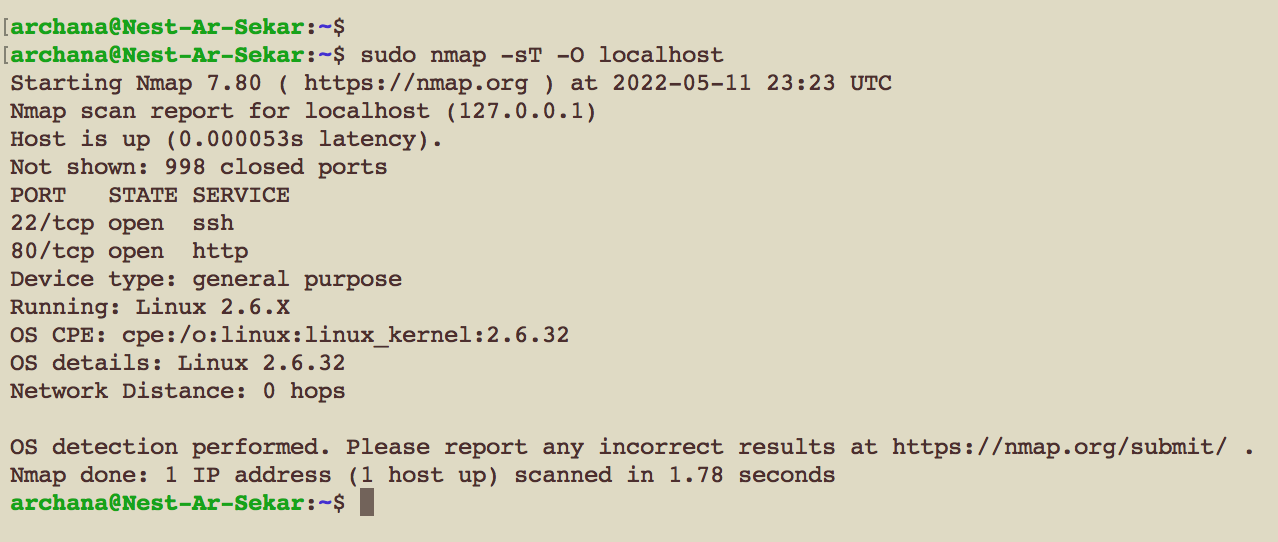 [archana@Nest-Ar-Sekar:~$
[archana@Nest-Ar-Sekar:~$ sudo nmap -sT -O localhost
Starting Nmap 7.80 ( https://nmap.org ) at 2022-05-11 23:23 UTC
Nmap scan report for localhost (127.0.0.1)
Host is up (0.000053s latency).
Not shown: 998 closed ports
PORT   STATE SERVICE
22/tcp open  ssh
80/tcp open  http
Device type: general purpose
Running: Linux 2.6.X
OS CPE: cpe:/o:linux:linux_kernel:2.6.32
OS details: Linux 2.6.32
Network Distance: 0 hops

OS detection performed. Please report any incorrect results at https://nmap.org/submit/ .
Nmap done: 1 IP address (1 host up) scanned in 1.78 seconds
archana@Nest-Ar-Sekar:~$